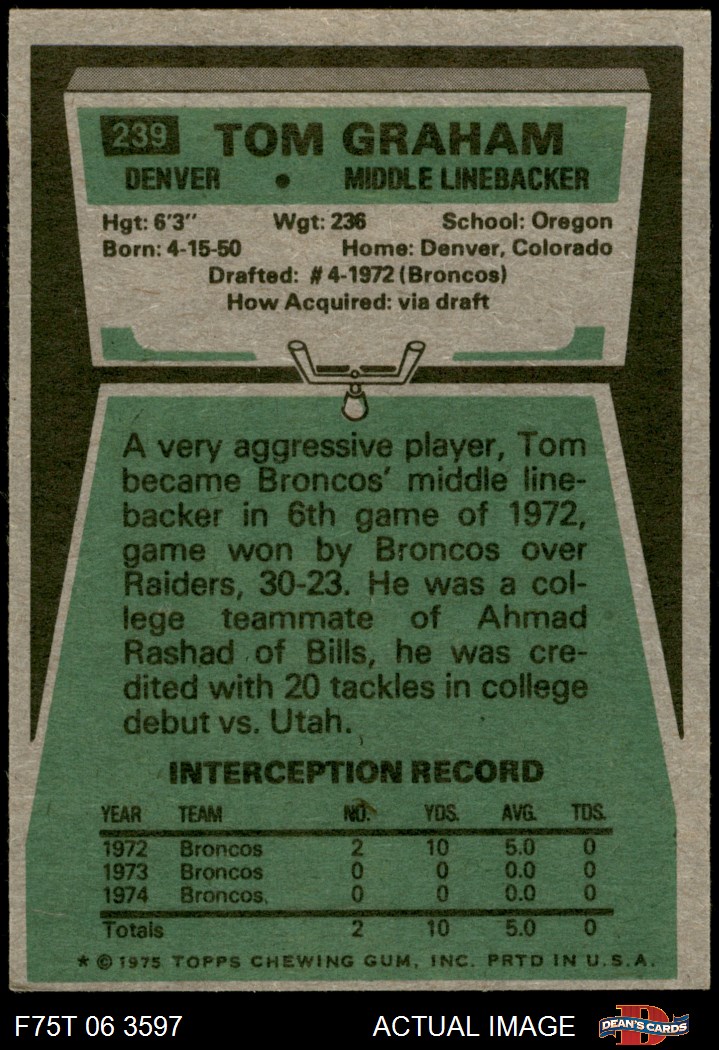 239 TOM GRAHAM
DENVER • MIDDLE LINEBACKER
Hgt: 6'3" Wgt: 236 School: Oregon
Born: 4-15-50 Home: Denver, Colorado
Drafted: #4-1972 (Broncos)
How Acquired: via draft
A very aggressive player, Tom
became Broncos' middle line-
backer in 6th game of 1972,
game won by Broncos over
Raiders, 30-23. He was a col-
lege teammate of Ahmad
Rashad of Bills, he was cre-
dited with 20 tackles in college
debut vs. Utah.
INTERCEPTION RECORD
YEAR TEAM NO. YDS. AVG. TDS.
1972 Broncos 2 10 5.0 0
1973 Broncos 0 0 0.0 0
1974 Broncos. 0 0 0.0 0
Totals 2 10 5.0 0
* © 1975 TOPPS CHEWING GUM, INC. PRTD IN U.S.A.
F75T 06 3597 ACTUAL IMAGE D DEAN'S CARDS